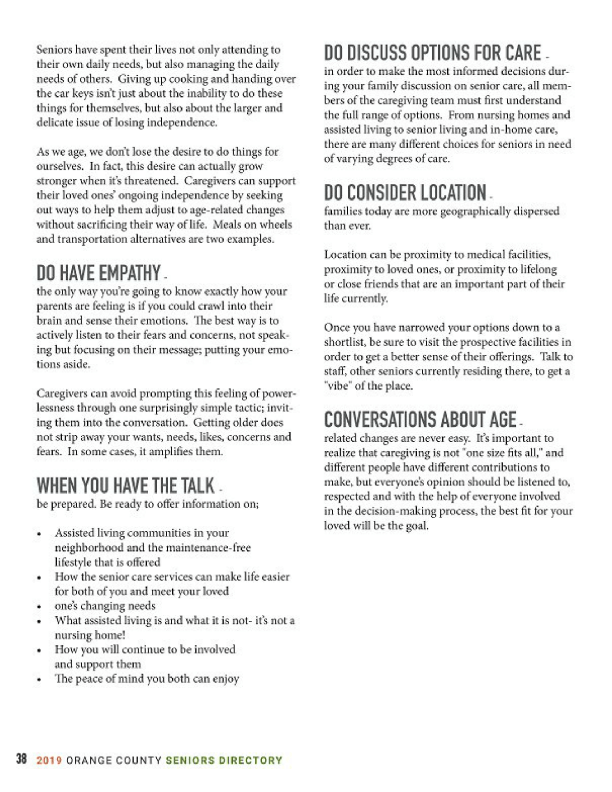 Seniors have spent their lives not only attending to
their own daily needs, but also managing the daily
needs of others. Giving up cooking and handing over
the car keys isn't just about the inability to do these
things for themselves, but also about the larger and
delicate issue of losing independence.
As we age, we don't lose the desire to do things for
ourselves. In fact, this desire can actually grow
stronger when it's threatened. Caregivers can support
their loved ones' ongoing independence by seeking
out ways to help them adjust to age-related changes
without sacrificing their way of life. Meals on wheels
and transportation alternatives are two examples.
DO HAVE EMPATHY -
the only way you're going to know exactly how your
parents are feeling is if you could crawl into their
brain and sense their emotions. The best way is to
actively listen to their fears and concerns, not speak-
ing but focusing on their message; putting your emo-
tions aside.
Caregivers can avoid prompting this feeling of power-
lessness through one surprisingly simple tactic; invit-
ing them into the conversation. Getting older does
not strip away your wants, needs, likes, concerns and
fears. In some cases, it amplifies them.
WHEN YOU HAVE THE TALK -
be prepared. Be ready to offer information on;
• Assisted living communities in your
neighborhood and the maintenance-free
lifestyle that is offered
• How the senior care services can make life easier
for both of you and meet your loved
• one's changing needs
• What assisted living is and what it is not- it's not a
nursing home!
• How you will continue to be involved
and support them
• The peace of mind you both can enjoy
DO DISCUSS OPTIONS FOR CARE -
in order to make the most informed decisions dur-
ing your family discussion on senior care, all mem-
bers of the caregiving team must first understand
the full range of options. From nursing homes and
assisted living to senior living and in-home care,
there are many different choices for seniors in need
of varying degrees of care.
DO CONSIDER LOCATION -
families today are more geographically dispersed
than ever.
Location can be proximity to medical facilities,
proximity to loved ones, or proximity to lifelong
or close friends that are an important part of their
life currently.
Once you have narrowed your options down to a
shortlist, be sure to visit the prospective facilities in
order to get a better sense of their offerings. Talk to
staff, other seniors currently residing there, to get a
"vibe" of the place.
CONVERSATIONS ABOUT AGE -
related changes are never easy. It's important to
realize that caregiving is not "one size fits all," and
different people have different contributions to
make, but everyone's opinion should be listened to,
respected and with the help of everyone involved
in the decision-making process, the best fit for your
loved will be the goal.
38 2019 ORANGE COUNTY SENIORS DIRECTORY